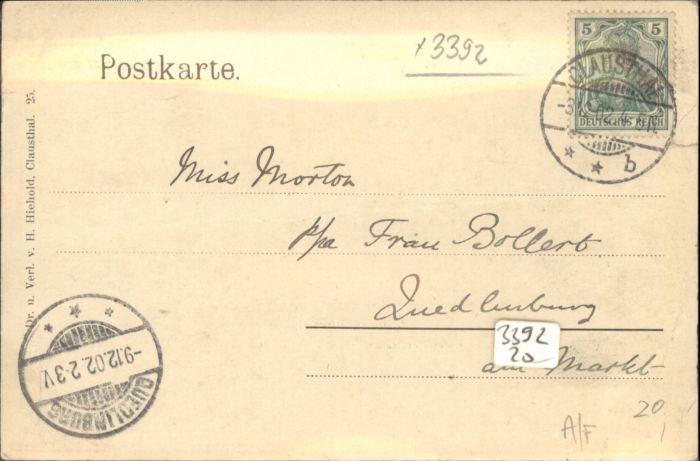 +3392
5 5
DEUTSCHES REICH
CLAUSTHAL
* * b
Postkarte.
Miss Morton
p/a Frau Bollert
Quedlinburg
am Markt
3392
20
20
A/F
Dr. u. Verl. v. H. Hiehold, Clausthal. 25.
-9.12.02.2-3V.
QUEDLINBURG